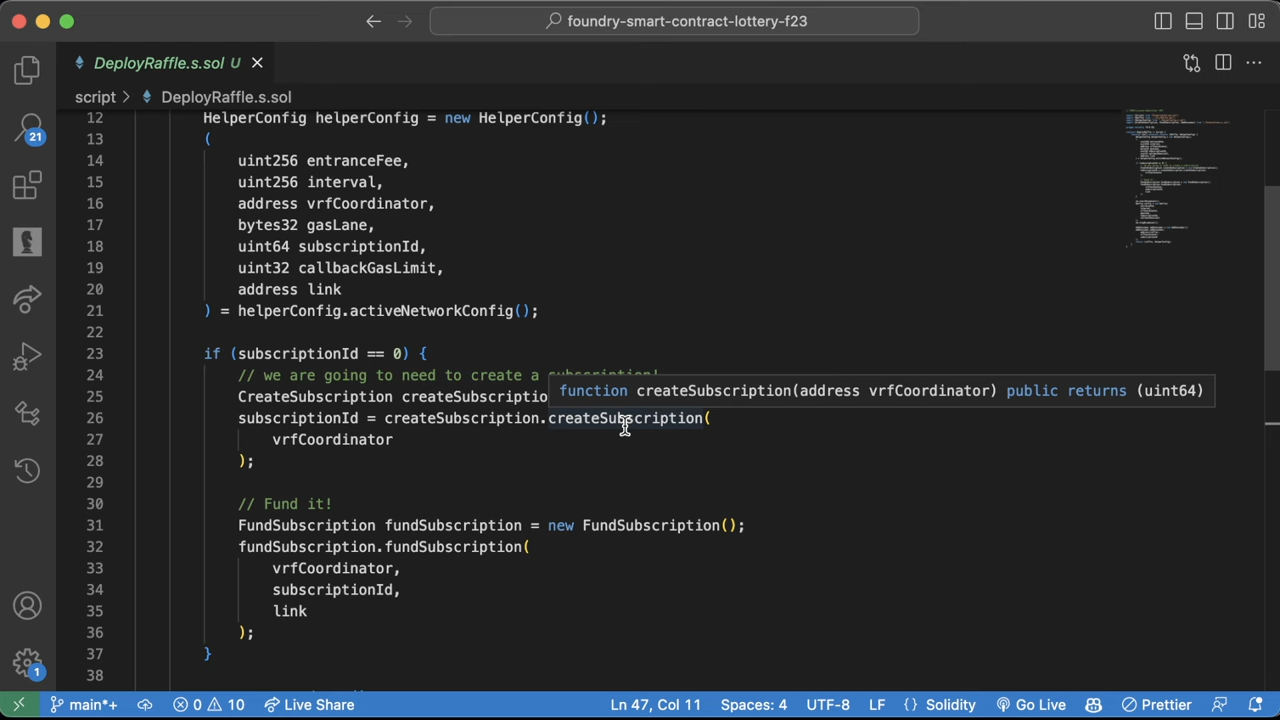 foundry-smart-contract-lottery-f23
DeployRaffle.s.sol U
script > DeployRaffle.s.sol
21
1
12 HelperConfig helperConfig = new HelperConfig();
13 (
14 uint256 entranceFee,
15 uint256 interval,
16 address vrfCoordinator,
17 bytes32 gasLane,
18 uint64 subscriptionId,
19 uint32 callbackGasLimit,
20 address link
21 ) = helperConfig.activeNetworkConfig();
22
23 if (subscriptionId == 0) {
24 // we are going to need to create a subscription!
function createSubscription(address vrfCoordinator) public returns (uint64)
25 CreateSubscription createSubscriptio
26 subscriptionId = createSubscription.createSubscription(
27 vrfCoordinator
28 );
29
30 // Fund it!
31 FundSubscription fundSubscription = new FundSubscription();
32 fundSubscription.fundSubscription(
33 vrfCoordinator,
34 subscriptionId,
35 link
36 );
37 }
38
main*+ 0 10 Live Share Ln 47, Col 11 Spaces: 4 UTF-8 LF {} Solidity Go Live Prettier